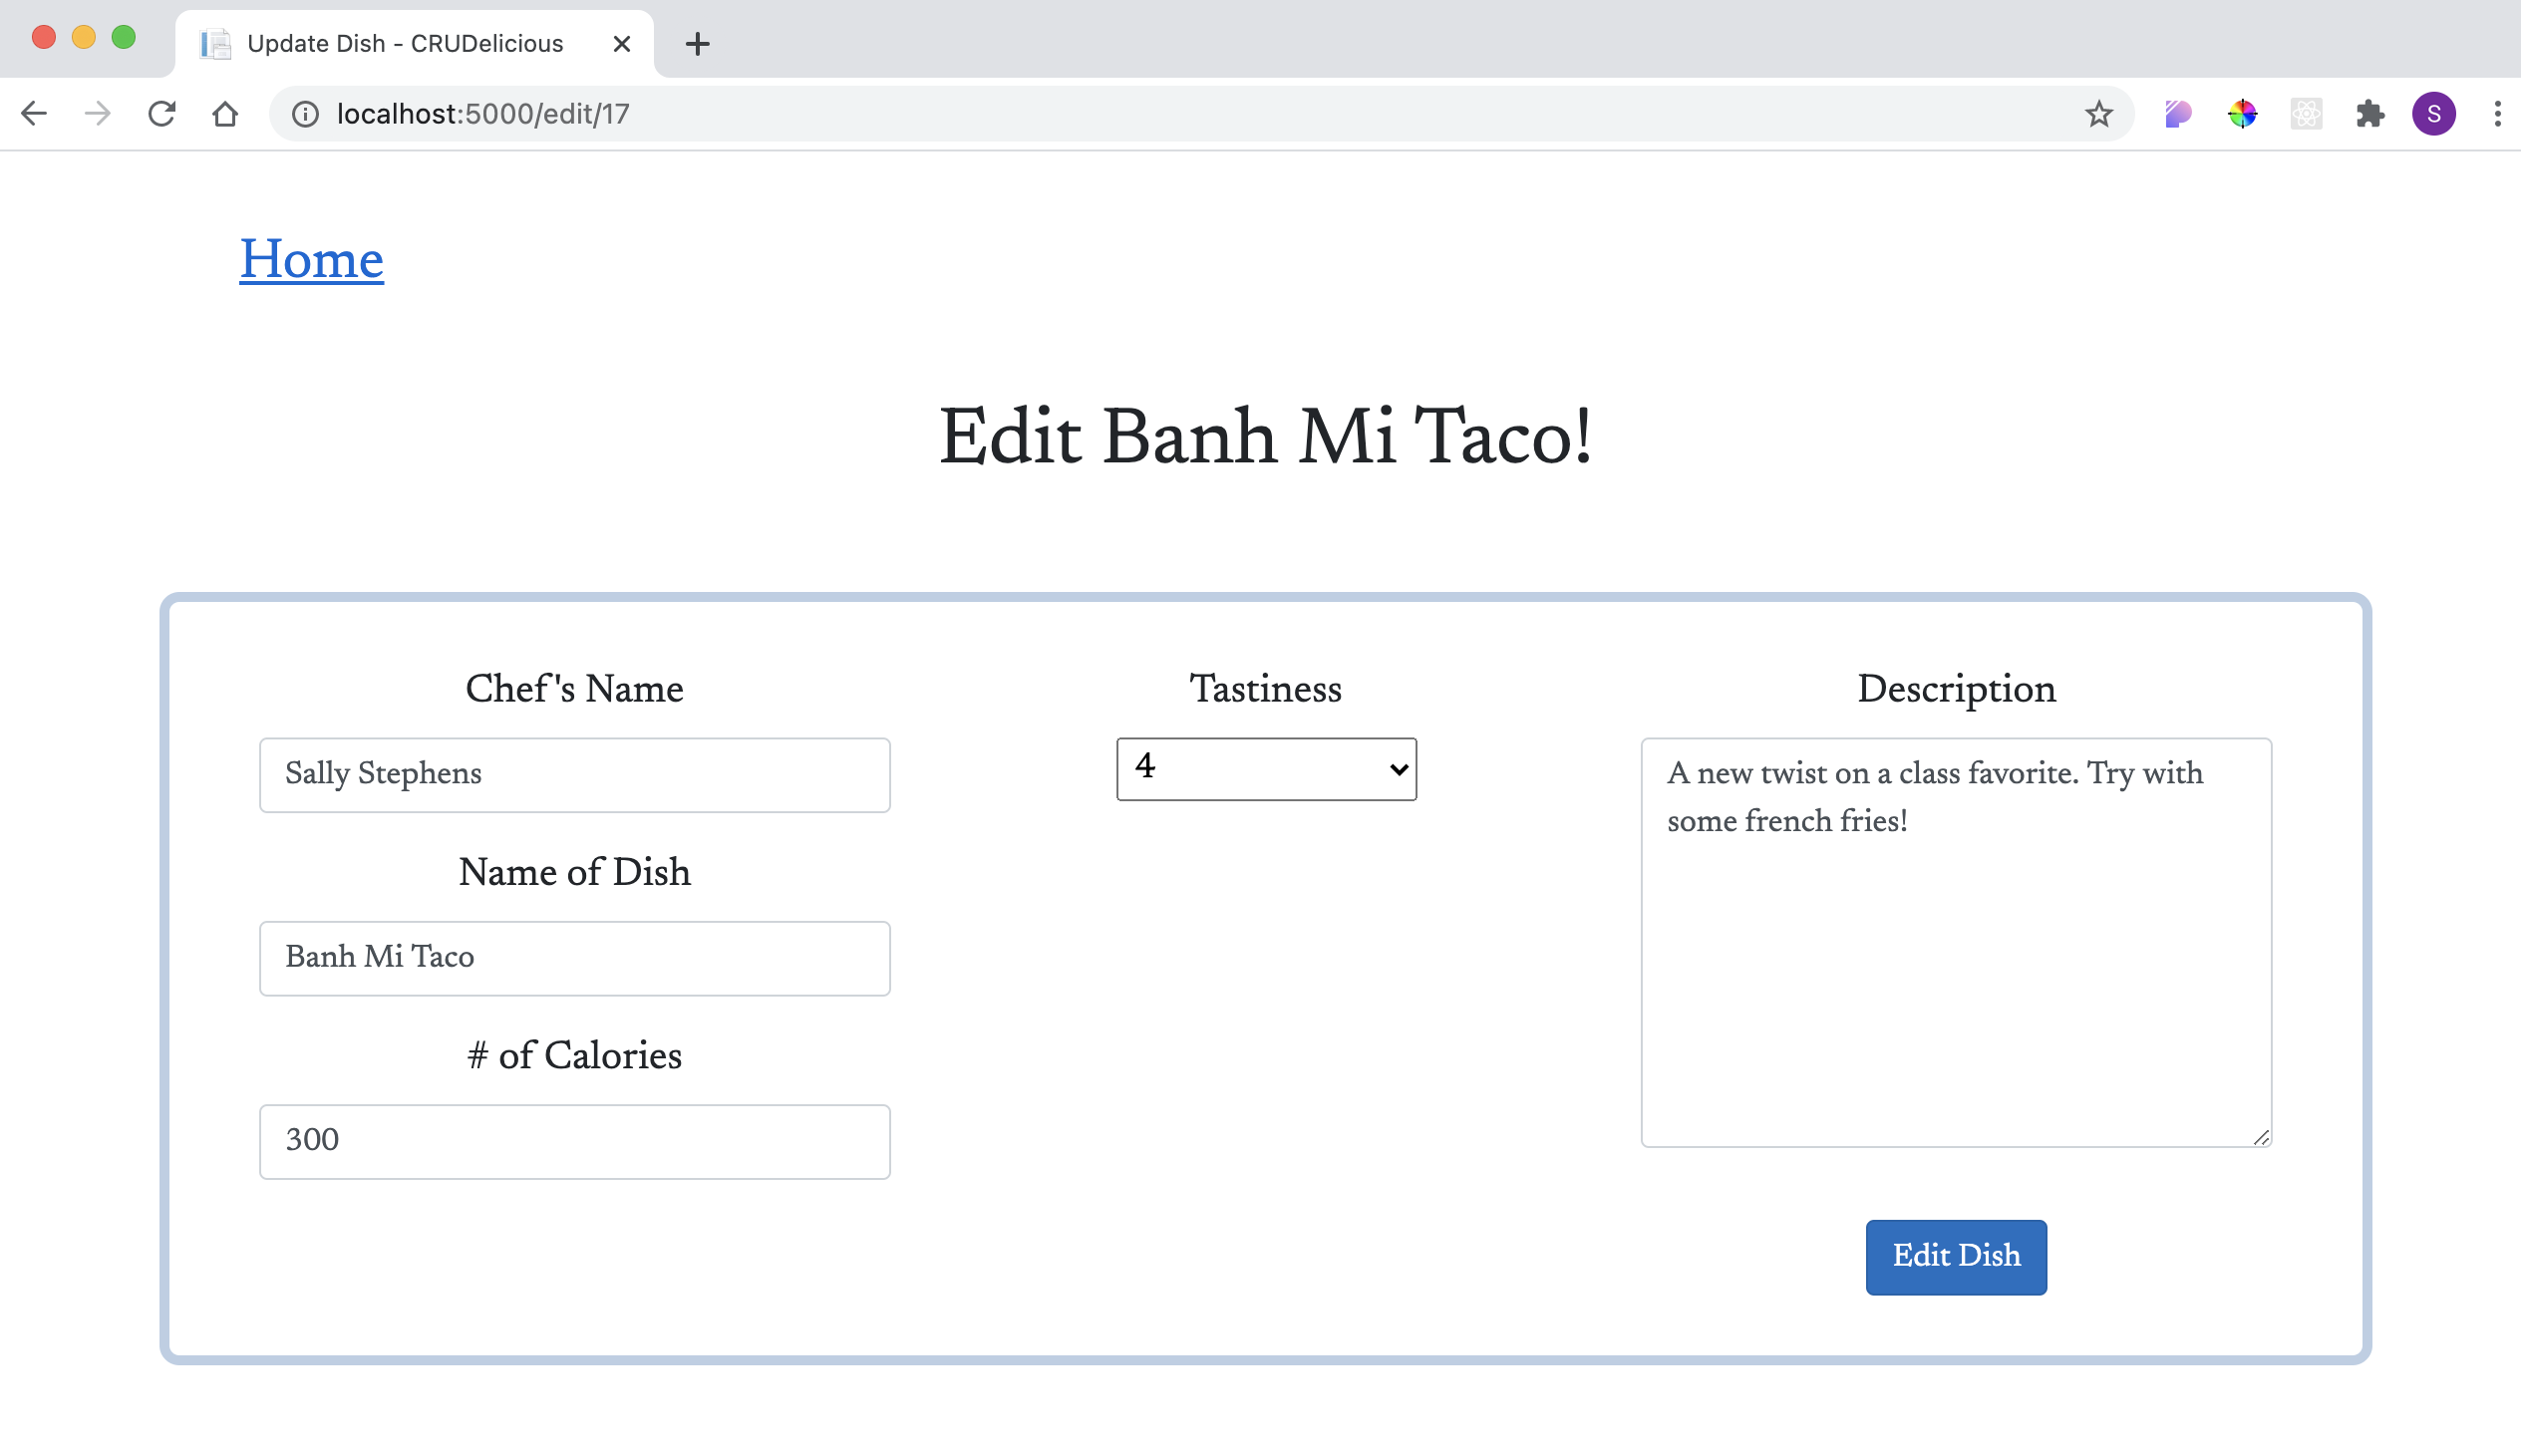 Update Dish - CRUDelicious
localhost:5000/edit/17
S
Home
Edit Banh Mi Taco!
Chef's Name
Sally Stephens
Name of Dish
Banh Mi Taco
# of Calories
300
Tastiness
4
Description
A new twist on a class favorite. Try with
some french fries!
Edit Dish